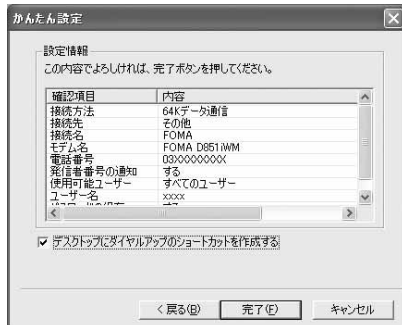 かんたん設定
設定情報
この内容でよろしければ、完了ボタンを押してください。
確認項目 内容
接続方法 64Kデータ通信
接続先 その他
接続名 FOMA
モデム名 FOMA D851iWM
電話番号 03XXXXXXXX
発信者番号の通知 する
使用可能ユーザー すべてのユーザー
ユーザー名 xxxx
デスクトップにダイヤルアップのショートカットを作成する
< 戻る(B) 完了(F) キャンセル